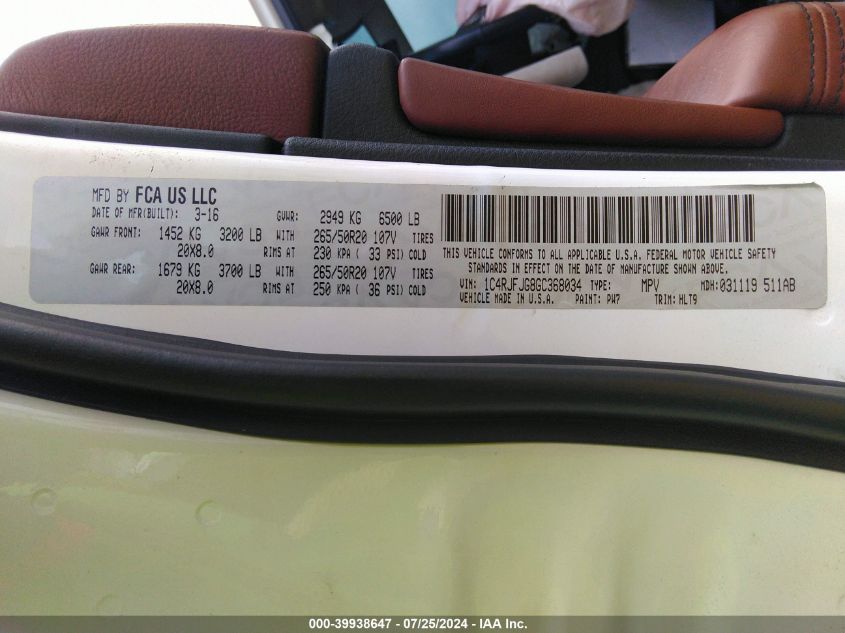 MFD BY FCA US LLC
DATE OF MFR(BUILT): 3-16 GVWR: 2949 KG 6500 LB
GAWR FRONT: 1452 KG 3200 LB WITH 265/50R20 107V TIRES
20X8.0 RIMS AT 230 KPA ( 33 PSI) COLD
GAWR REAR: 1679 KG 3700 LB WITH 265/50R20 107V TIRES
20X8.0 RIMS AT 250 KPA ( 36 PSI) COLD
THIS VEHICLE CONFORMS TO ALL APPLICABLE U.S.A. FEDERAL MOTOR VEHICLE SAFETY
STANDARDS IN EFFECT ON THE DATE OF MANUFACTURE SHOWN ABOVE.
VIN: 1C4RJFJG8GC368034 TYPE: MPV MDH: 031119 511AB
VEHICLE MADE IN U.S.A. PAINT: PW7 TRIM: HLT9
000-39938647 - 07/25/2024 - IAA Inc.